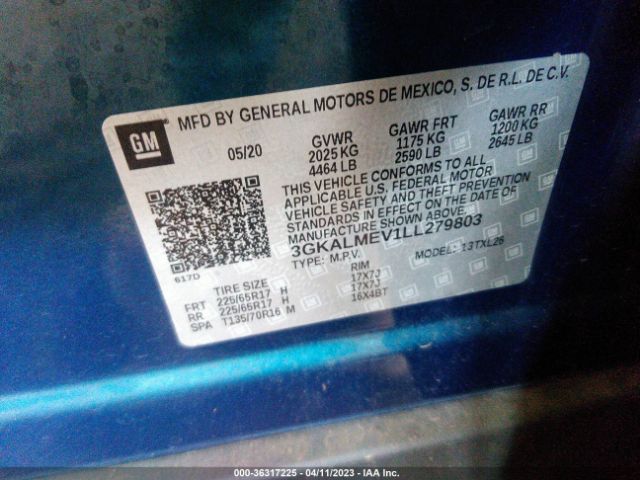 GM
MFD BY GENERAL MOTORS DE MEXICO, S. DE R.L. DE C.V.
05/20 GVWR GAWR FRT GAWR RR
2025 KG 1175 KG 1200 KG
4464 LB 2590 LB 2645 LB
THIS VEHICLE CONFORMS TO ALL
APPLICABLE U.S. FEDERAL MOTOR
VEHICLE SAFETY AND THEFT PREVENTION
STANDARDS IN EFFECT ON THE DATE OF
MANUFACTURE SHOWN ABOVE.
3GKALMEV1LL279803
617D TYPE: M.P.V. MODEL: 13TXL26
TIRE SIZE RIM
FRT 225/65R17 H 17X7J
RR 225/65R17 H 17X7J
SPA T135/70R16 M 16X4BT
000-36317225 - 04/11/2023 - IAA Inc.